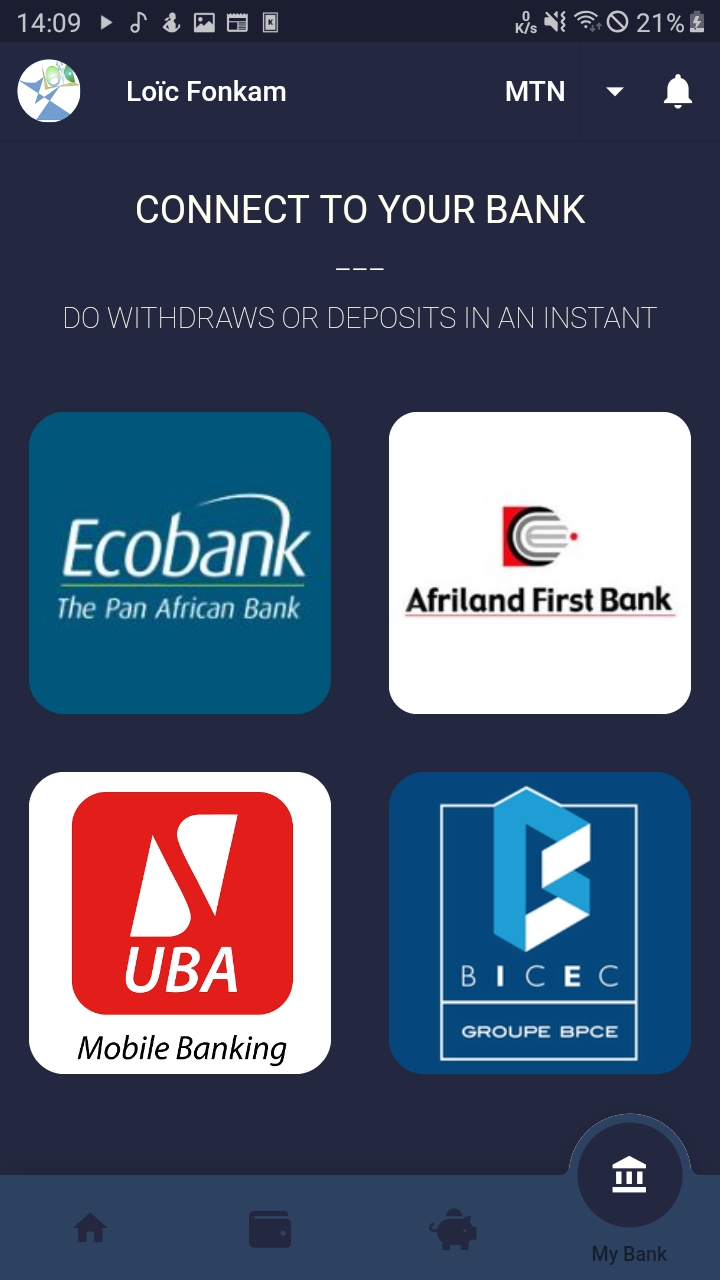 14:09
0 K/s
21%
Loïc Fonkam
MTN
CONNECT TO YOUR BANK
___
DO WITHDRAWS OR DEPOSITS IN AN INSTANT
Ecobank
The Pan African Bank
Afriland First Bank
UBA
Mobile Banking
BICEC
GROUPE BPCE
My Bank